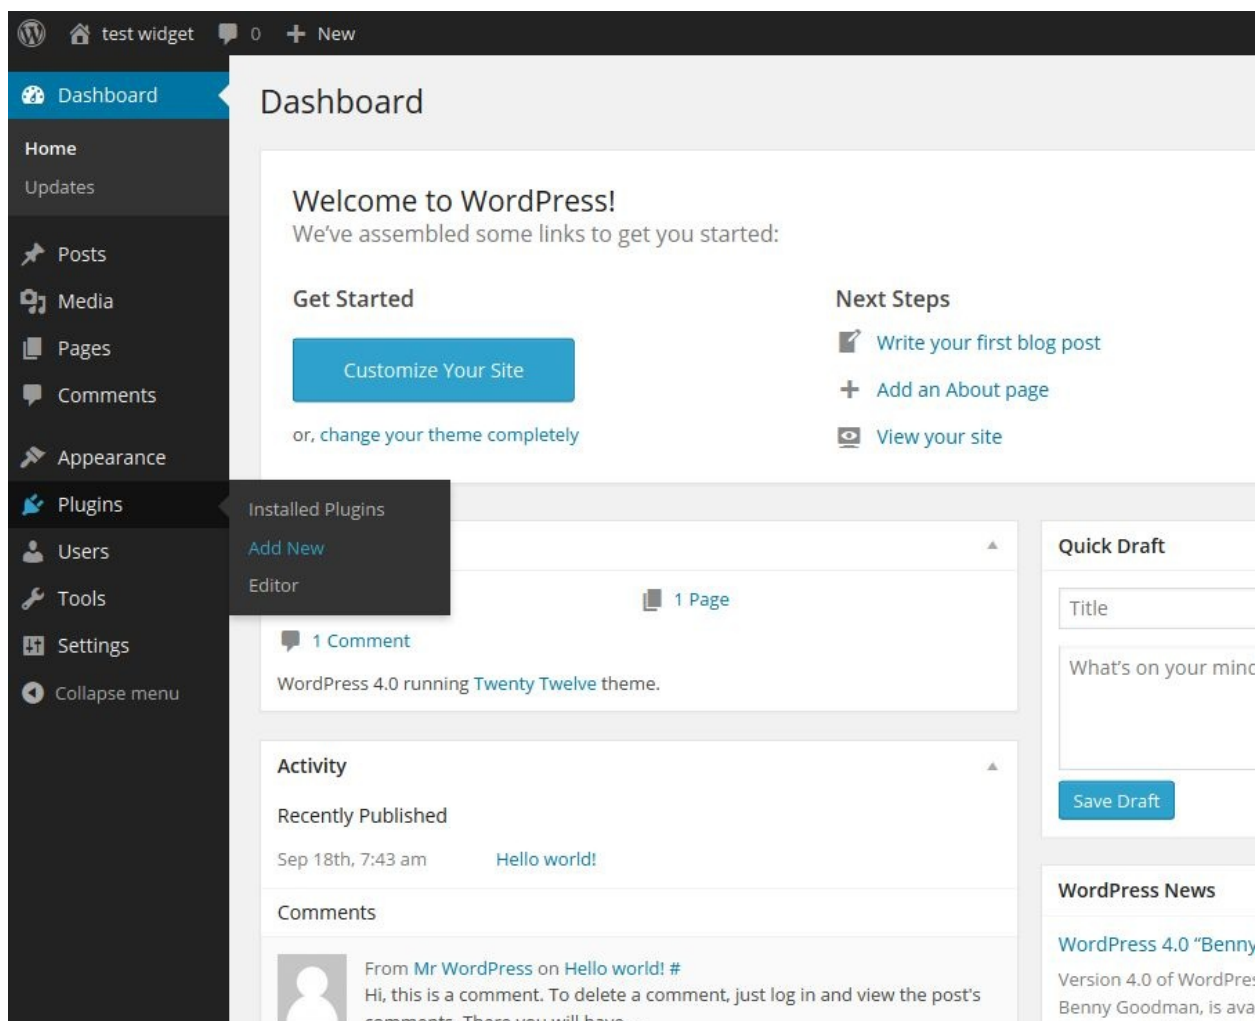 test widget
0
New
Dashboard
Home
Updates
Posts
Media
Pages
Comments
Appearance
Plugins
Users
Tools
Settings
Collapse menu
Installed Plugins
Add New
Editor
Dashboard
Welcome to WordPress!
We've assembled some links to get you started:
Get Started
Customize Your Site
or, change your theme completely
Next Steps
Write your first blog post
Add an About page
View your site
1 Page
1 Comment
WordPress 4.0 running Twenty Twelve theme.
Activity
Recently Published
Sep 18th, 7:43 am Hello world!
Comments
From Mr WordPress on Hello world! #
Hi, this is a comment. To delete a comment, just log in and view the post's
comments. There you will have
Quick Draft
Title
What's on your mind
Save Draft
WordPress News
WordPress 4.0 “Benny
Version 4.0 of WordPres
Benny Goodman, is ava